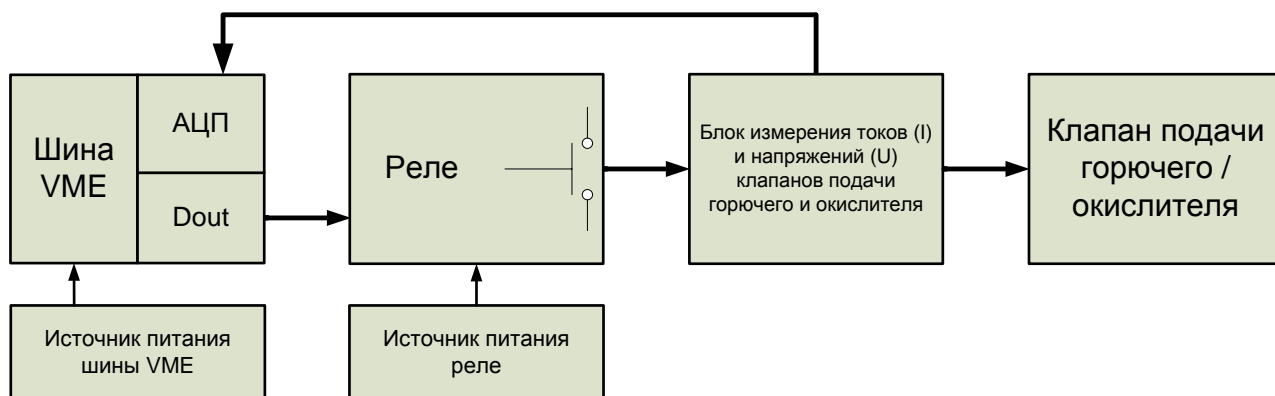 Шина
VME
АЦП
Dout
Реле
Блок измерения токов (I)
и напряжений (U)
клапанов подачи
горючего и окислителя
Клапан подачи
горючего /
окислителя
Источник питания
шины VME
Источник питания
реле